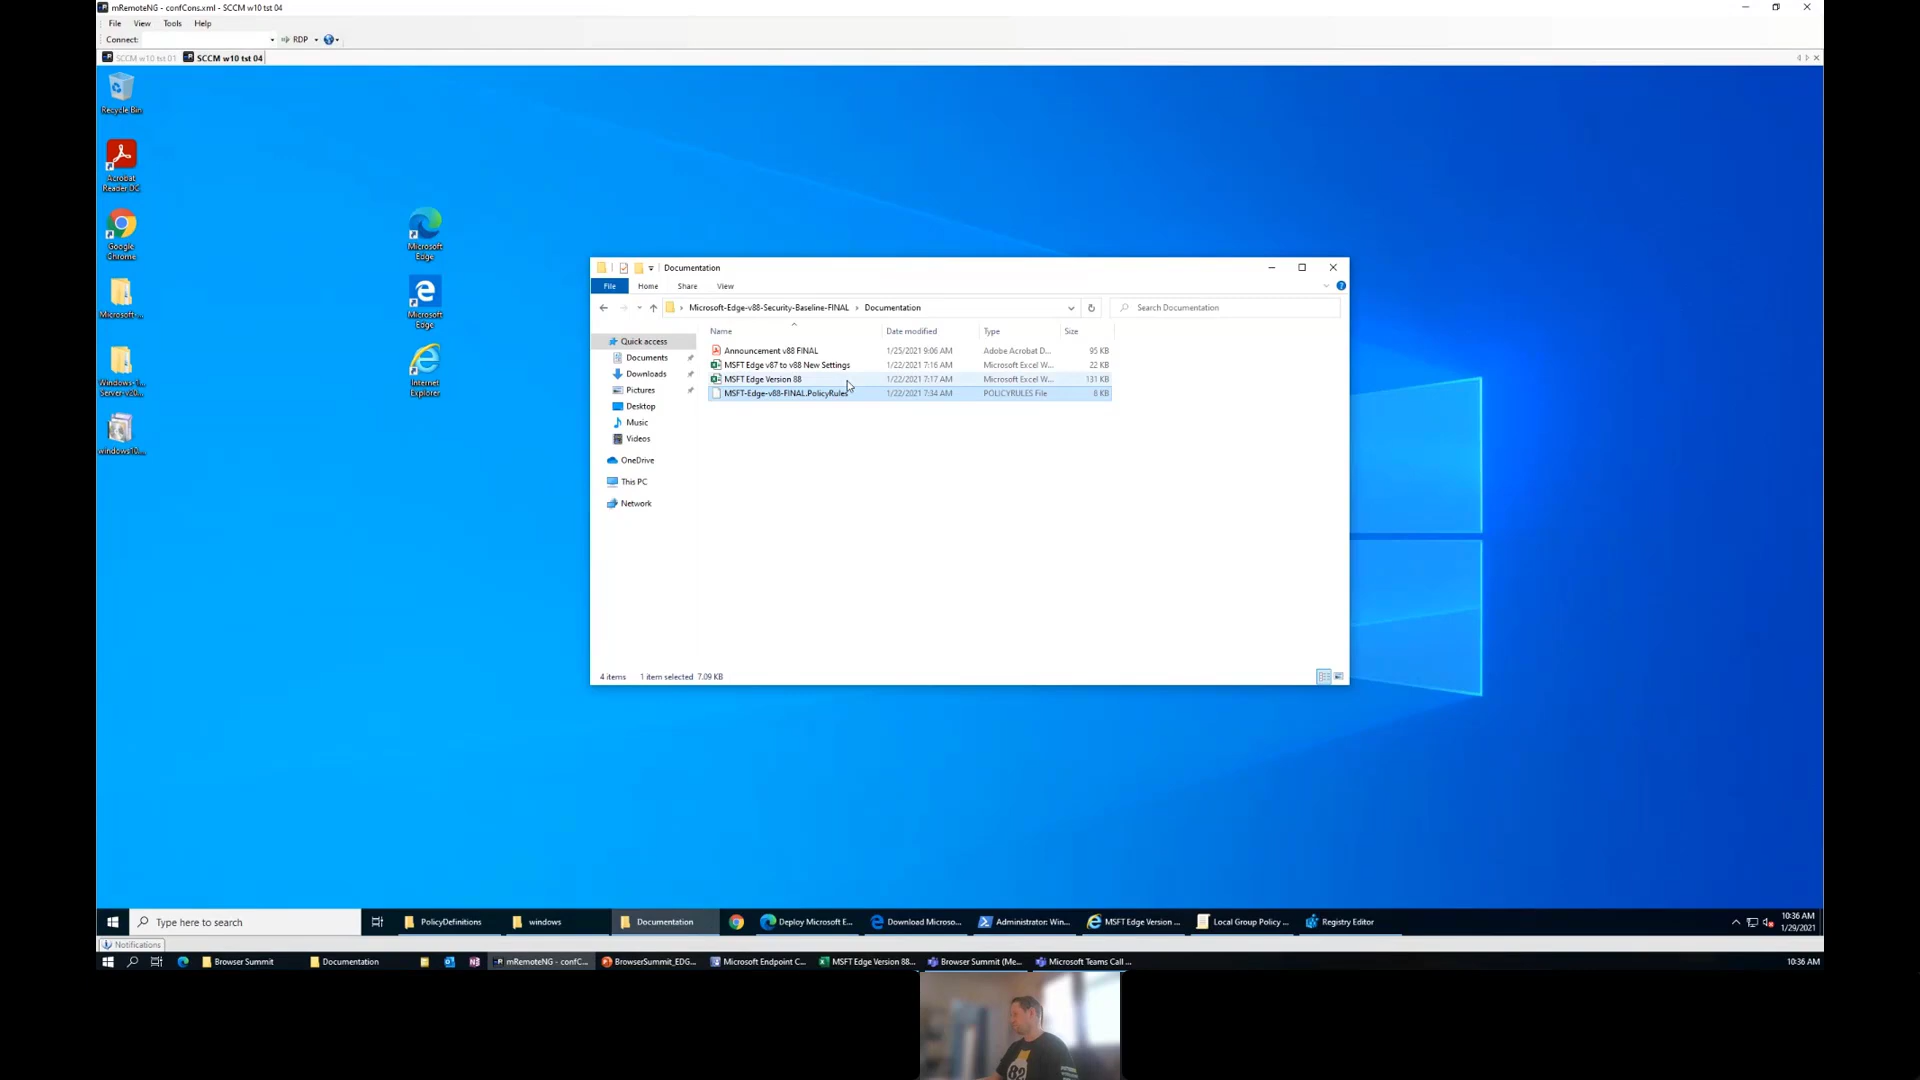 mRemoteNG - confCons.xml - SCCM w10 tst 04
File View Tools Help
Connect: RDP
SCCM w10 tst 01 SCCM w10 tst 04
Recycle Bin
Acrobat
Reader DC
Google
Chrome
Microsoft-...
Windows-1...
Server-v20...
windows10...
Microsoft
Edge
Microsoft
Edge
Internet
Explorer
Documentation
File Home Share View
Microsoft-Edge-v88-Security-Baseline-FINAL > Documentation
Search Documentation
Quick access
Documents
Downloads
Pictures
Desktop
Music
Videos
OneDrive
This PC
Network
Name Date modified Type Size
Announcement v88 FINAL 1/25/2021 9:06 AM Adobe Acrobat D... 95 KB
MSFT Edge v87 to v88 New Settings 1/22/2021 7:16 AM Microsoft Excel W... 22 KB
MSFT Edge Version 88 1/22/2021 7:17 AM Microsoft Excel W... 131 KB
MSFT-Edge-v88-FINAL.PolicyRules 1/22/2021 7:34 AM POLICYRULES File 8 KB
4 items 1 item selected 7.09 KB
Type here to search
PolicyDefinitions
windows
Documentation
Deploy Microsoft E...
Download Microso...
Administrator: Win...
MSFT Edge Version ...
Local Group Policy ...
Registry Editor
10:36 AM
1/29/2021
Notifications
Browser Summit
Documentation
mRemoteNG - confC...
BrowserSummit_EDG...
Microsoft Endpoint C...
MSFT Edge Version 88...
Browser Summit (Me...
Microsoft Teams Call ...
10:36 AM
82